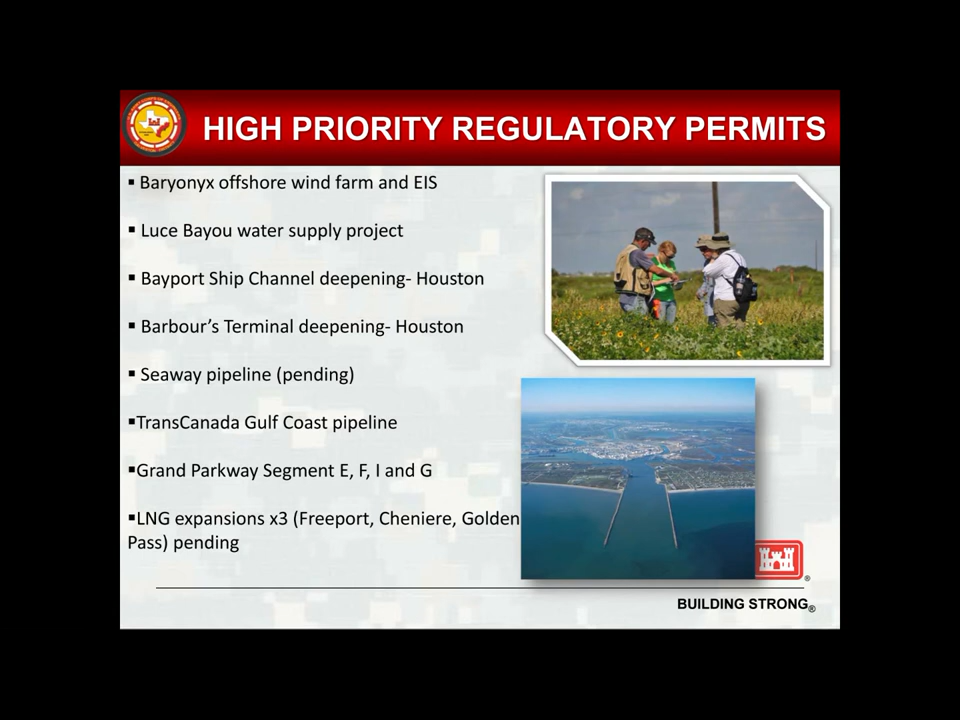 HIGH PRIORITY REGULATORY PERMITS
▪ Baryonyx offshore wind farm and EIS
▪ Luce Bayou water supply project
▪ Bayport Ship Channel deepening- Houston
▪ Barbour’s Terminal deepening- Houston
▪ Seaway pipeline (pending)
▪TransCanada Gulf Coast pipeline
▪Grand Parkway Segment E, F, I and G
▪LNG expansions x3 (Freeport, Cheniere, Golden
Pass) pending
®
BUILDING STRONG®